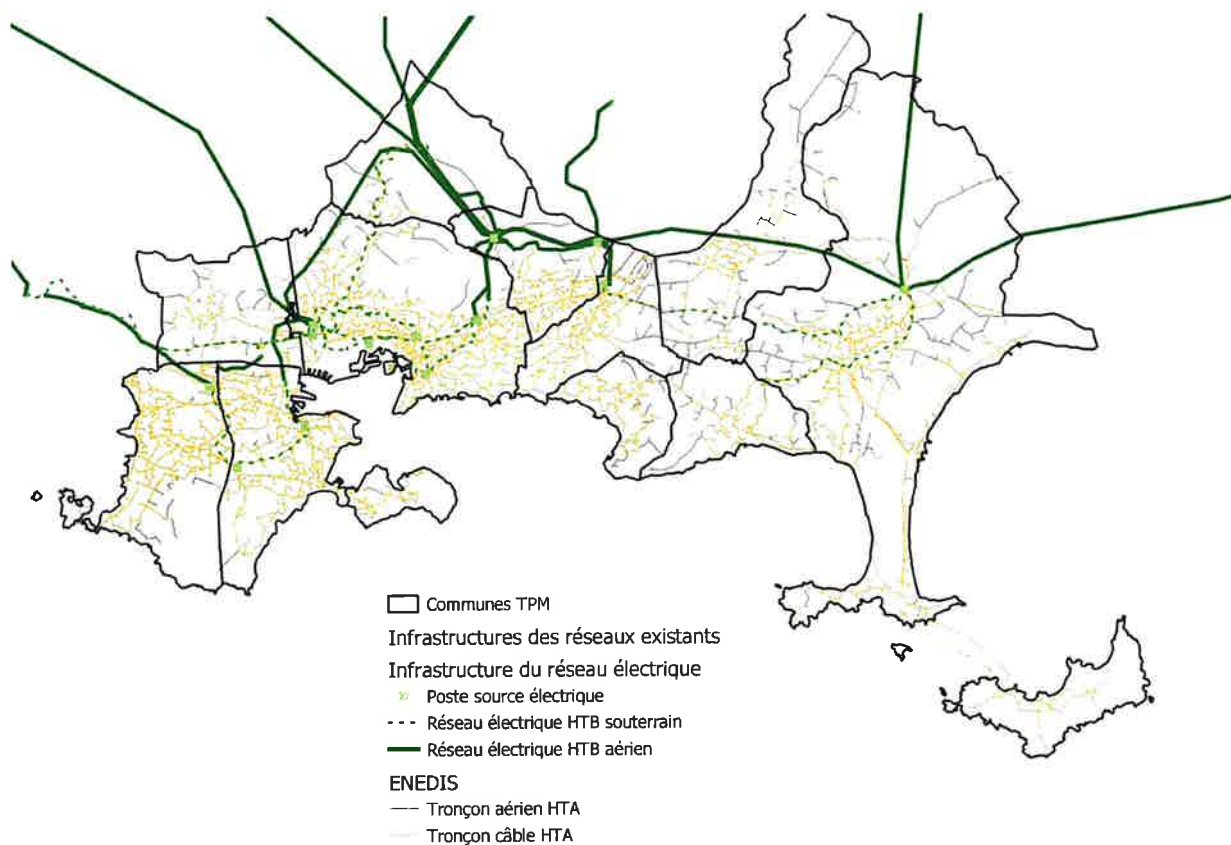 Communes TPM
Infrastructures des réseaux existants
Infrastructure du réseau électrique
Poste source électrique
Réseau électrique HTB souterrain
Réseau électrique HTB aérien
ENEDIS
Tronçon aérien HTA
Tronçon câble HTA